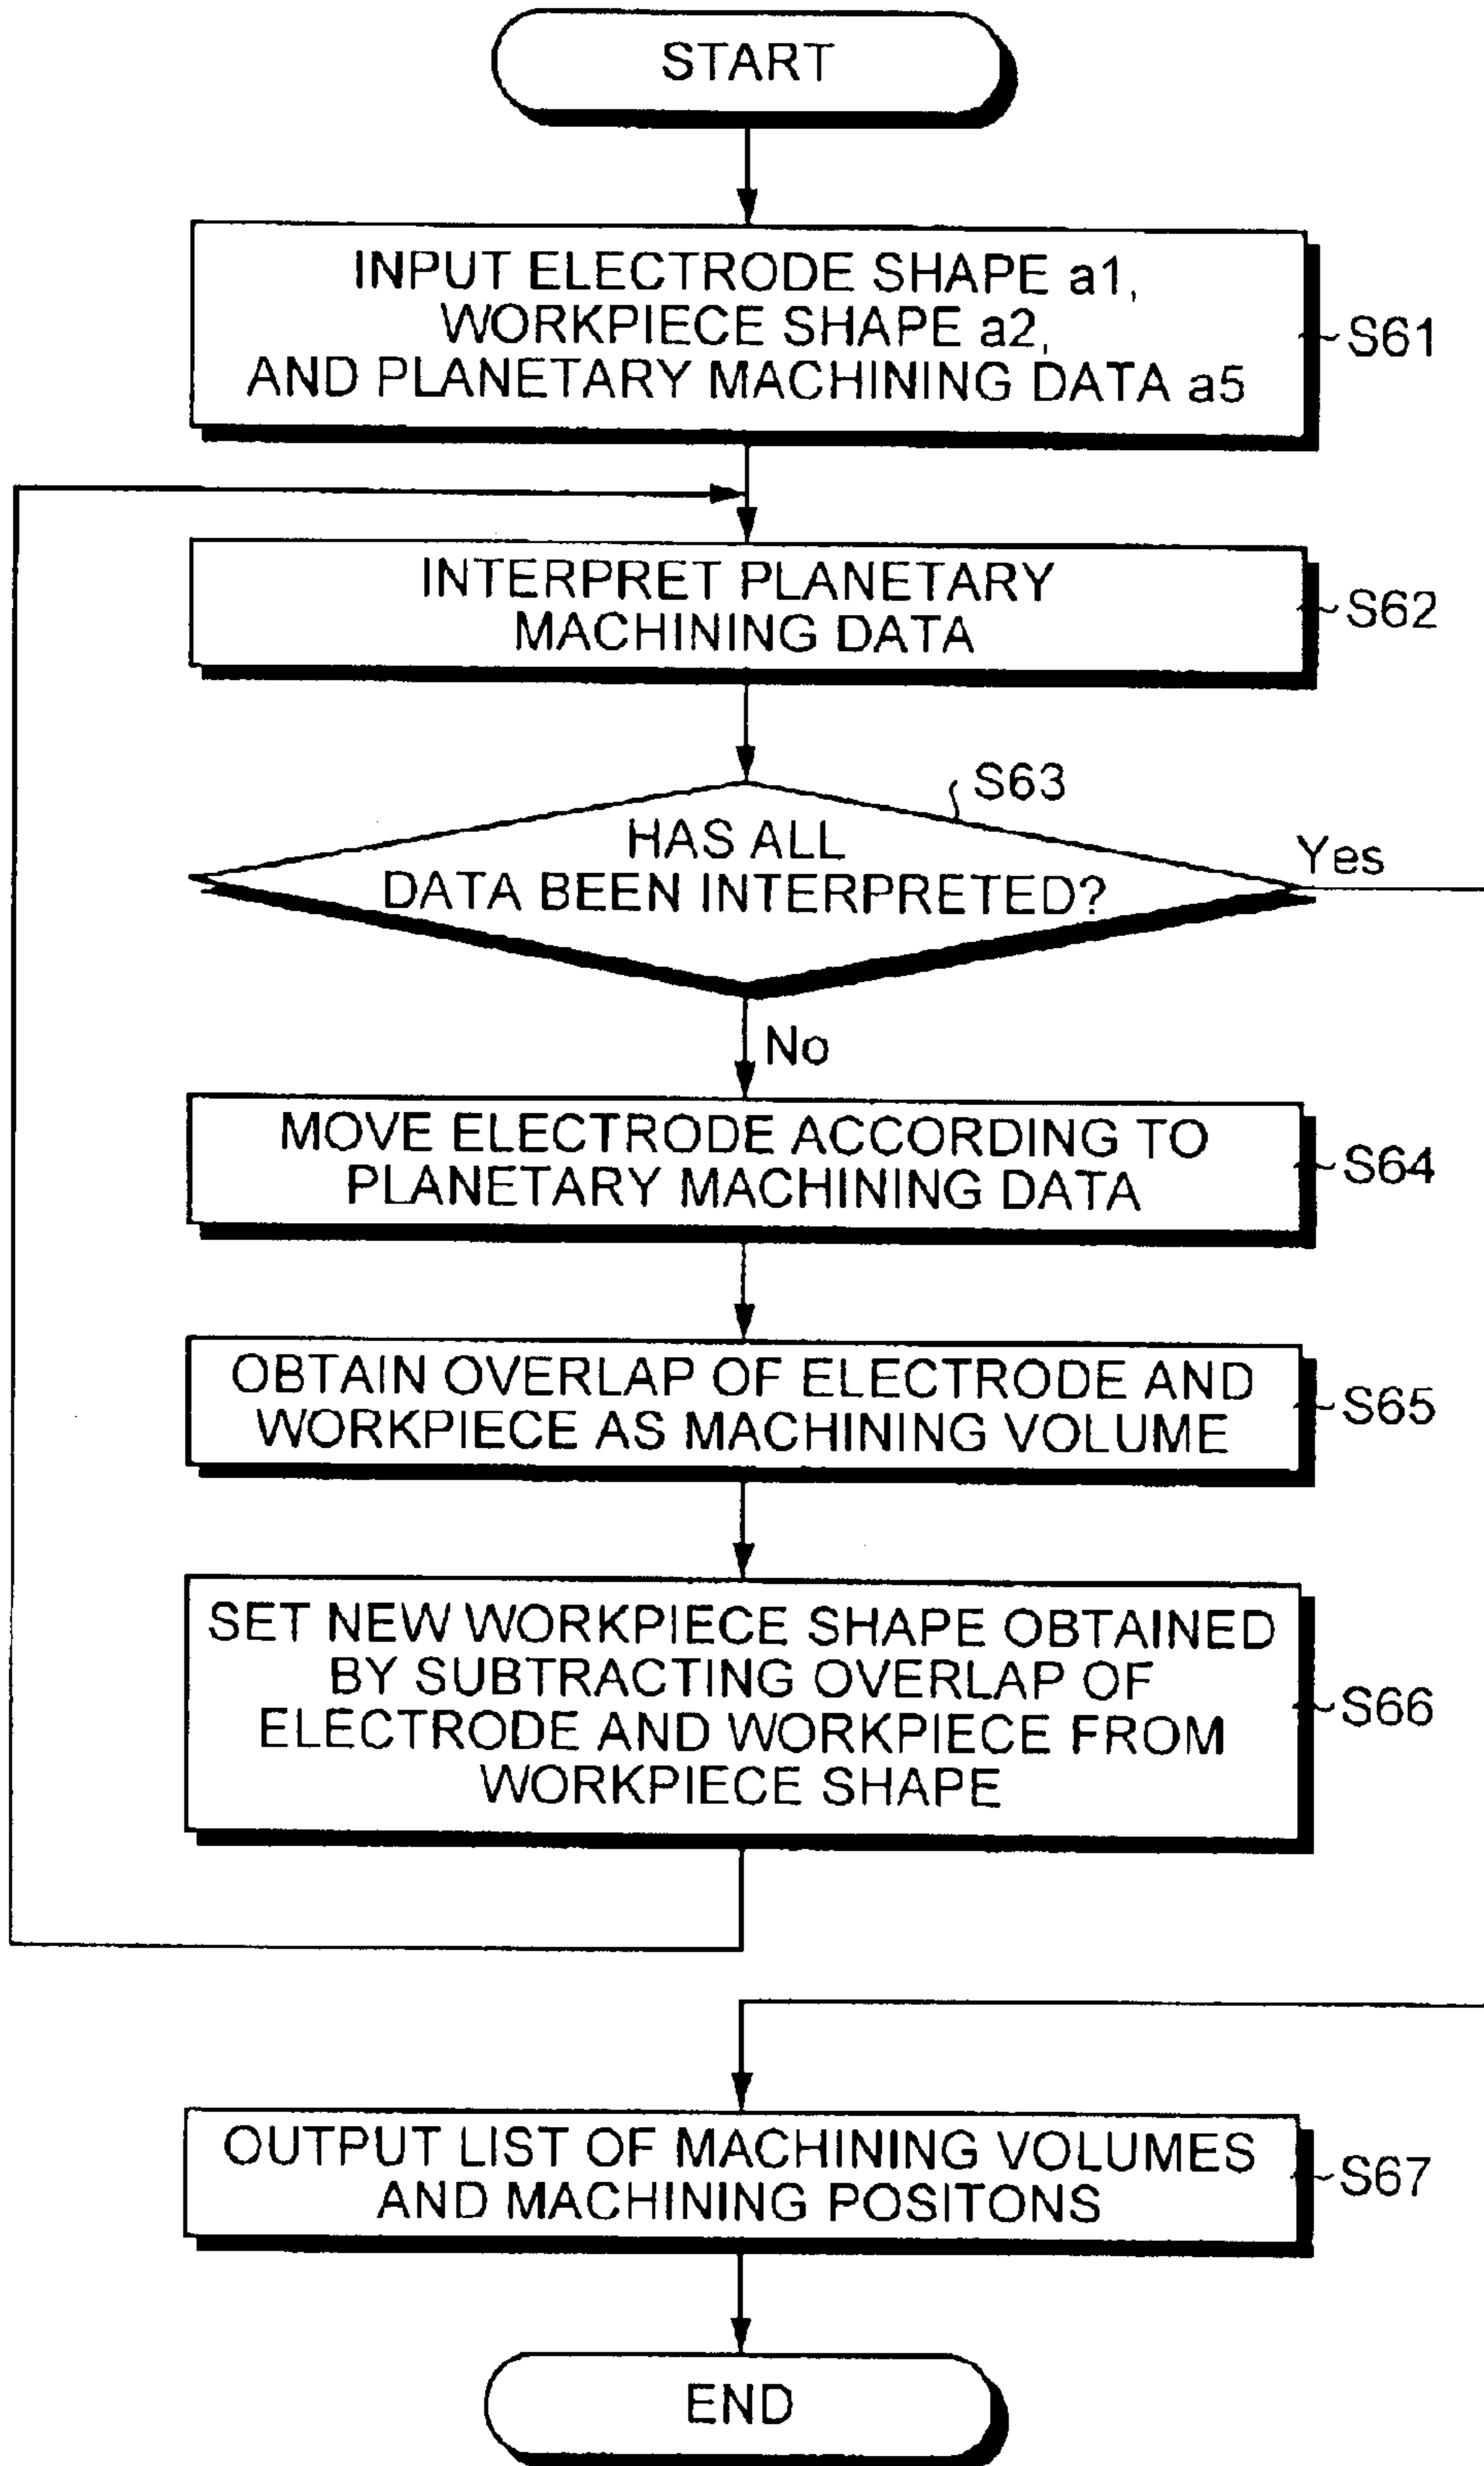 START
INPUT ELECTRODE SHAPE a1,
WORKPIECE SHAPE a2,
AND PLANETARY MACHINING DATA a5
S61
INTERPRET PLANETARY
MACHINING DATA
S62
S63
HAS ALL
DATA BEEN INTERPRETED?
Yes
No
MOVE ELECTRODE ACCORDING TO
PLANETARY MACHINING DATA
S64
OBTAIN OVERLAP OF ELECTRODE AND
WORKPIECE AS MACHINING VOLUME
S65
SET NEW WORKPIECE SHAPE OBTAINED
BY SUBTRACTING OVERLAP OF
ELECTRODE AND WORKPIECE FROM
WORKPIECE SHAPE
S66
OUTPUT LIST OF MACHINING VOLUMES
AND MACHINING POSITONS
S67
END